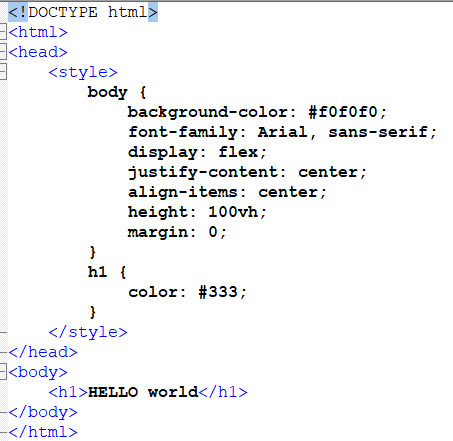 <!DOCTYPE html>
<html>
<head>
    <style>
        body {
            background-color: #f0f0f0;
            font-family: Arial, sans-serif;
            display: flex;
            justify-content: center;
            align-items: center;
            height: 100vh;
            margin: 0;
        }
        h1 {
            color: #333;
        }
    </style>
</head>
<body>
    <h1>HELLO world</h1>
</body>
</html>